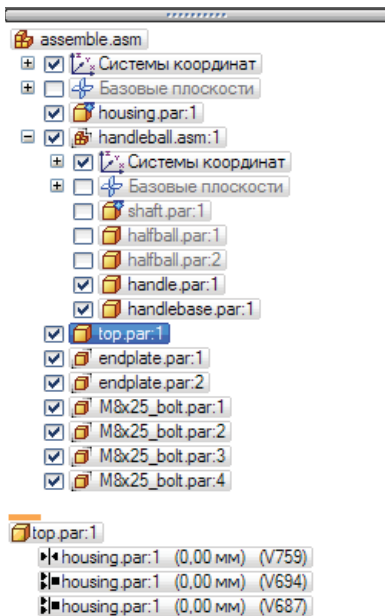 assemble.asm
Системы координат
Базовые плоскости
housing.par:1
handleball.asm:1
Системы координат
Базовые плоскости
shaft.par:1
halfball.par:1
halfball.par:2
handle.par:1
handlebase.par:1
top.par:1
endplate.par:1
endplate.par:2
M8x25_bolt.par:1
M8x25_bolt.par:2
M8x25_bolt.par:3
M8x25_bolt.par:4
top.par:1
housing.par:1 (0,00 мм) (V759)
housing.par:1 (0,00 мм) (V694)
housing.par:1 (0,00 мм) (V687)